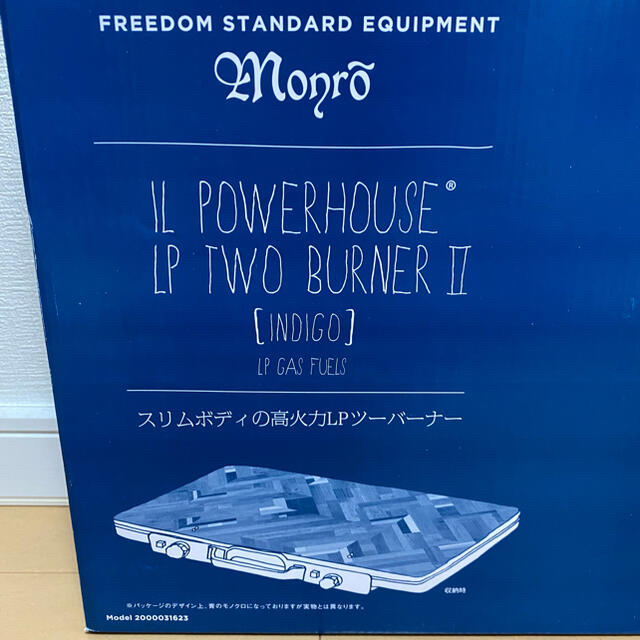 FREEDOM STANDARD EQUIPMENT
Monrō
IL POWERHOUSE®
LP TWO BURNER II
[INDIGO]
LP GAS FUELS
スリムボディの高火力LPツーバーナー
収納時
※パッケージのデザイン上、青のモノクロになっておりますが実物とは異なります。
Model 2000031623